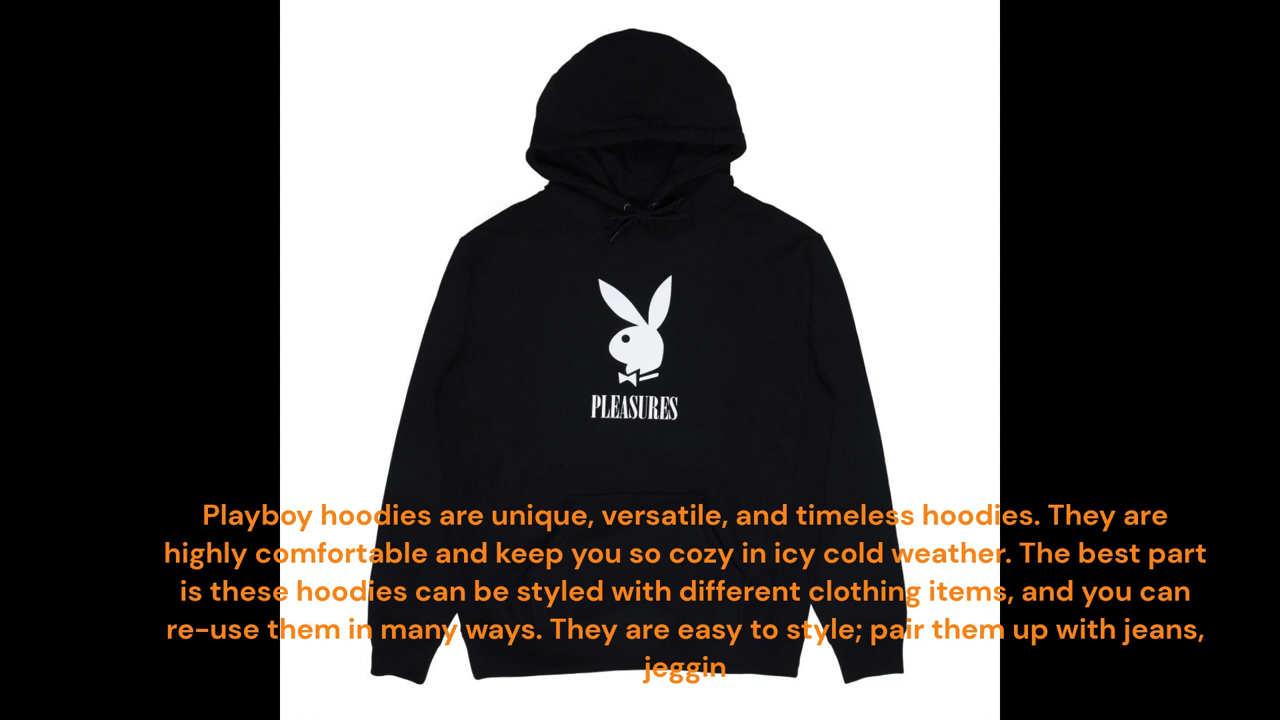 PLEASURES
Playboy hoodies are unique, versatile, and timeless hoodies. They are
highly comfortable and keep you so cozy in icy cold weather. The best part
is these hoodies can be styled with different clothing items, and you can
re-use them in many ways. They are easy to style; pair them up with jeans,
jeggin